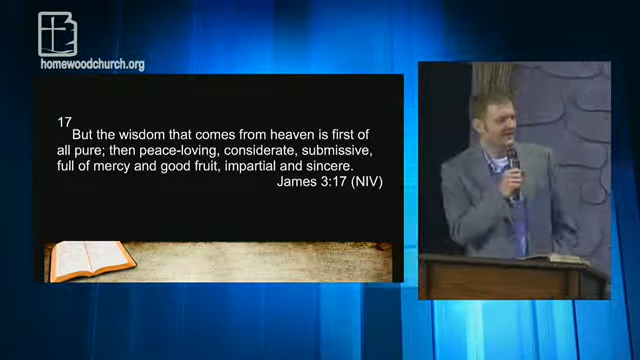 homewoodchurch.org
17
But the wisdom that comes from heaven is first of
all pure; then peace-loving, considerate, submissive,
full of mercy and good fruit, impartial and sincere.
James 3:17 (NIV)